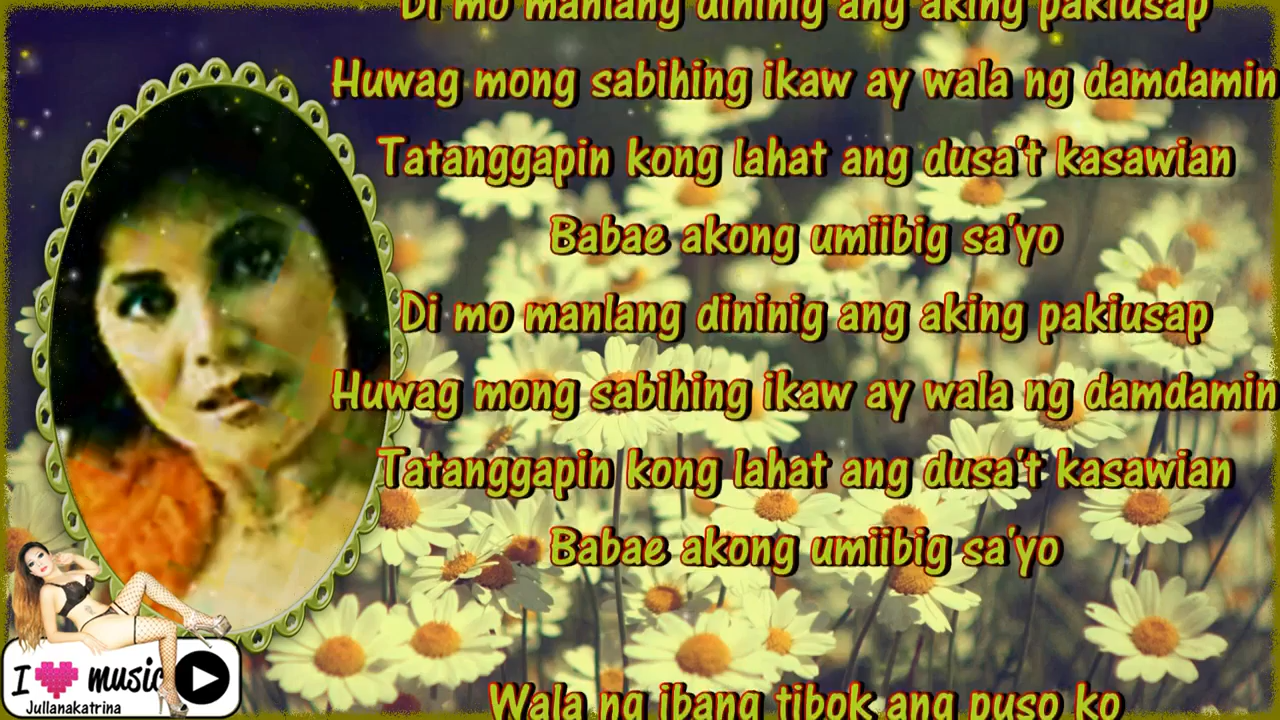 Di mo manlang dininig ang aking pakiusap
Huwag mong sabihing ikaw ay wala ng damdamin
Tatanggapin kong lahat ang dusa't kasawian
Babae akong umiibig sa'yo
Di mo manlang dininig ang aking pakiusap
Huwag mong sabihing ikaw ay wala ng damdamin
Tatanggapin kong lahat ang dusa't kasawian
Babae akong umiibig sa'yo
Wala ng ibang tibok ang puso ko
I music
Jullanakatrina